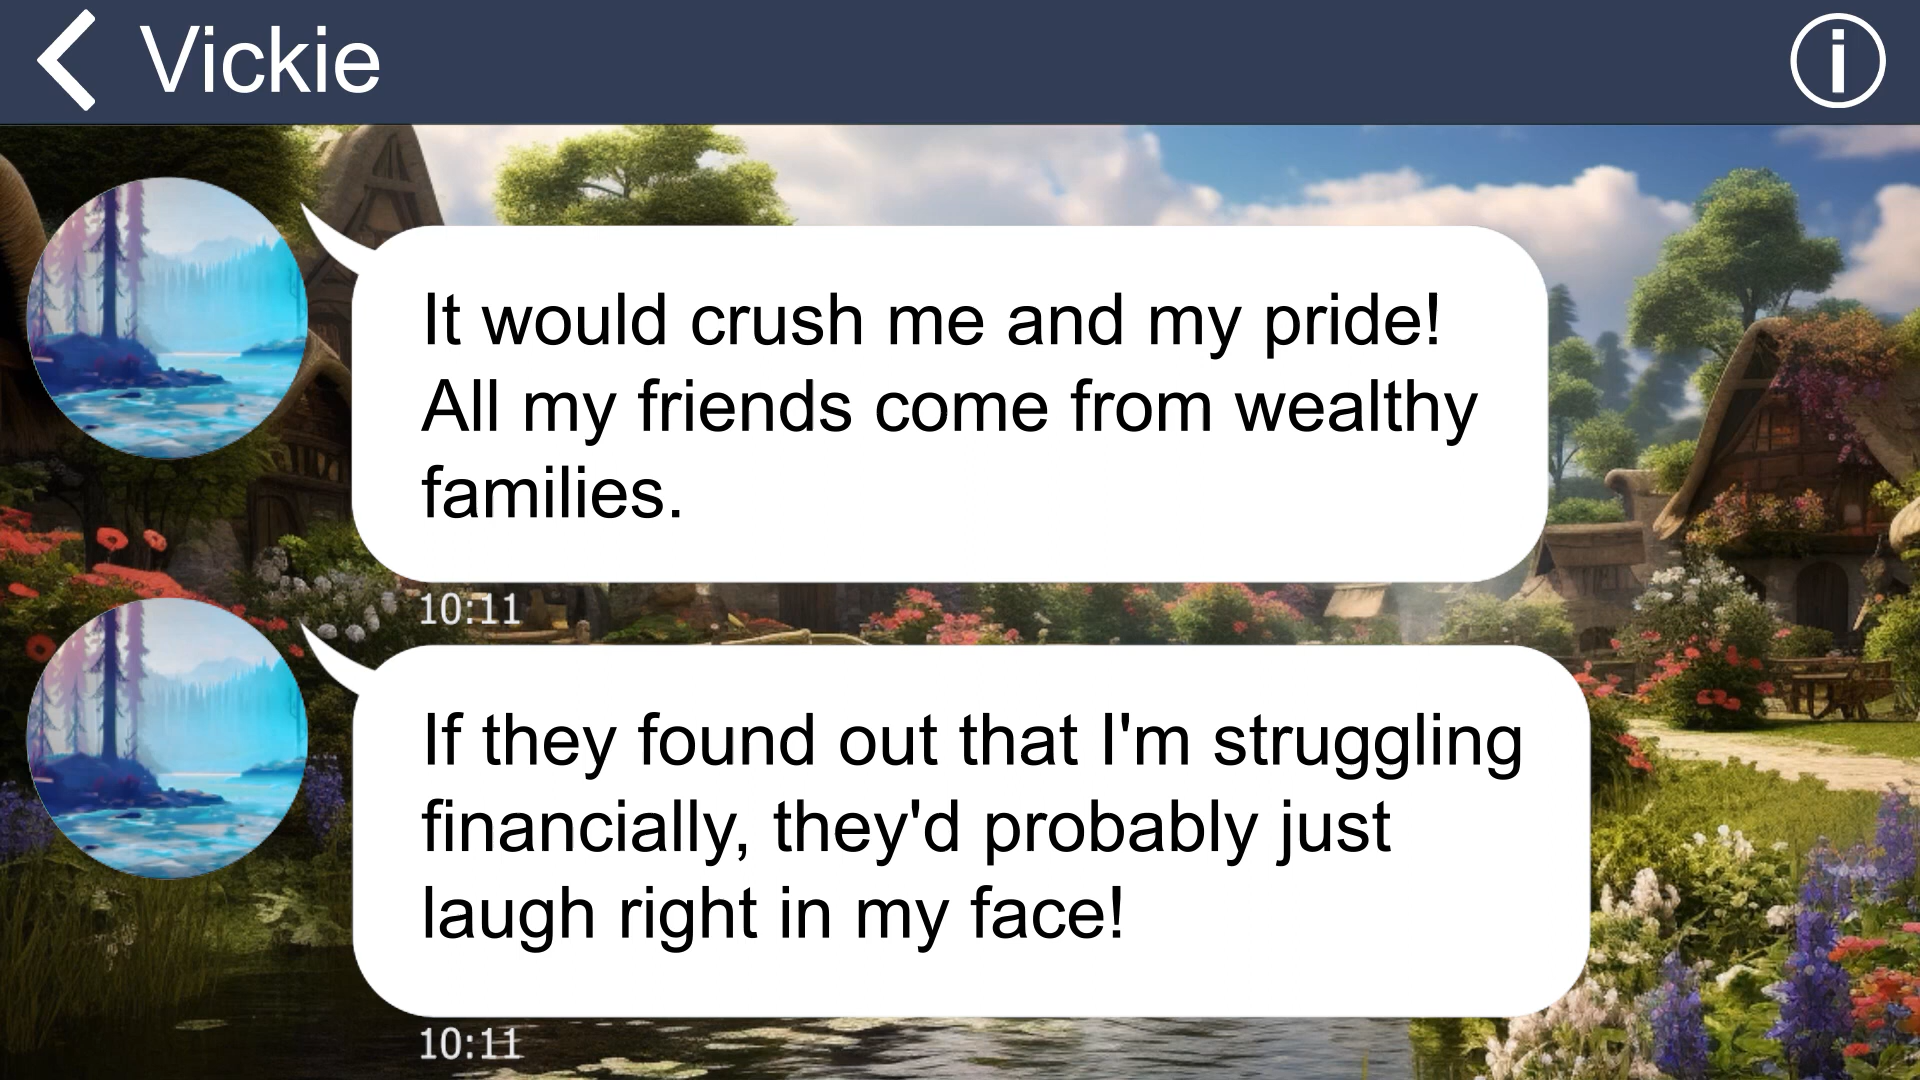 Vickie
It would crush me and my pride!
All my friends come from wealthy
families.
10:11
If they found out that I'm struggling
financially, they'd probably just
laugh right in my face!
10:11